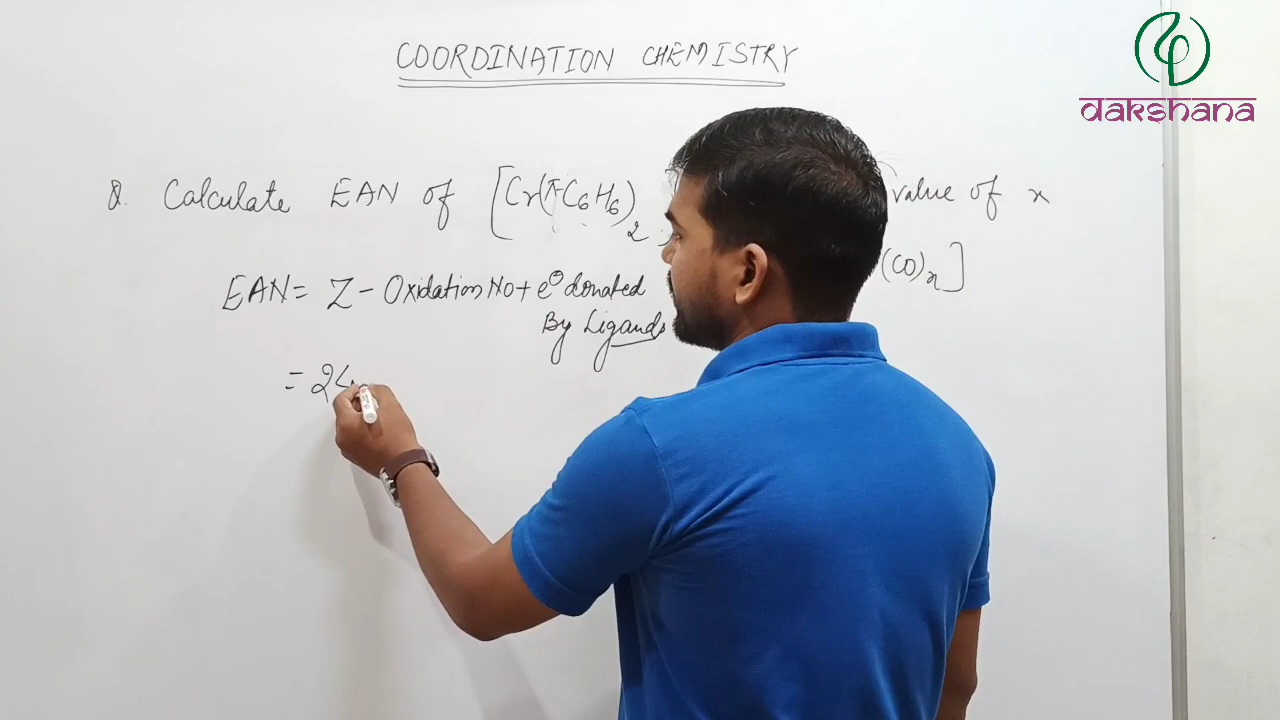 COORDINATION CHEMISTRY
dakshana
Q. Calculate EAN of [Cr(π-C6H6)2 value of x
(CO)x]
EAN = Z - Oxidation No + e⊖ donated
By Ligands
= 24